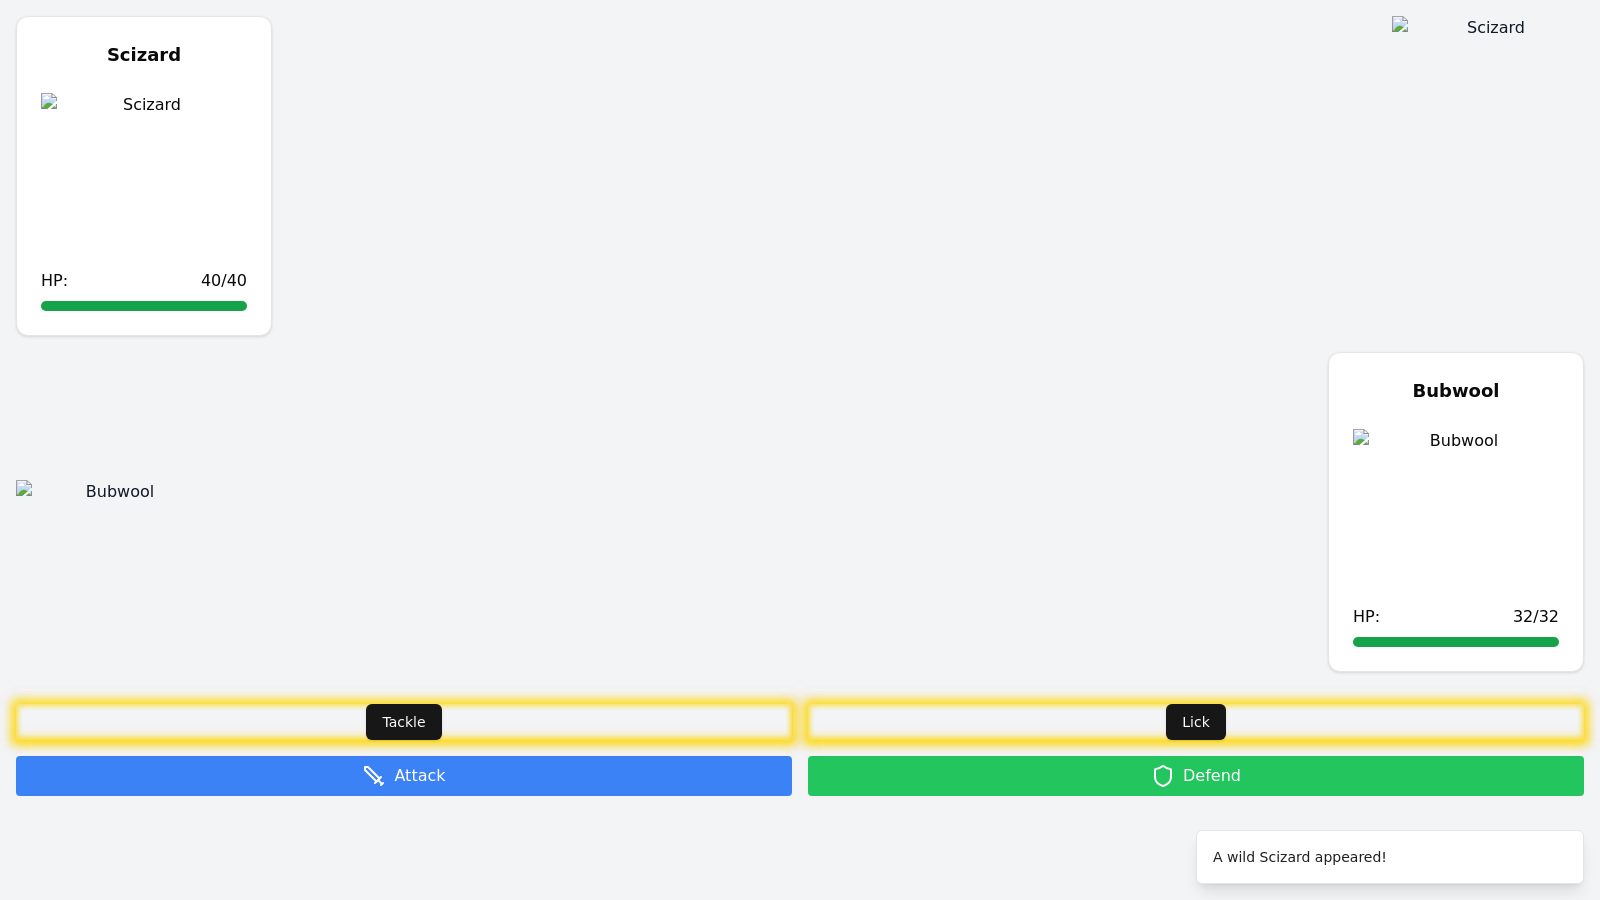 Scizard
Scizard
Scizard
HP: 40/40
Bubwool
Bubwool
Bubwool
HP: 32/32
Tackle
Lick
Attack
Defend
A wild Scizard appeared!